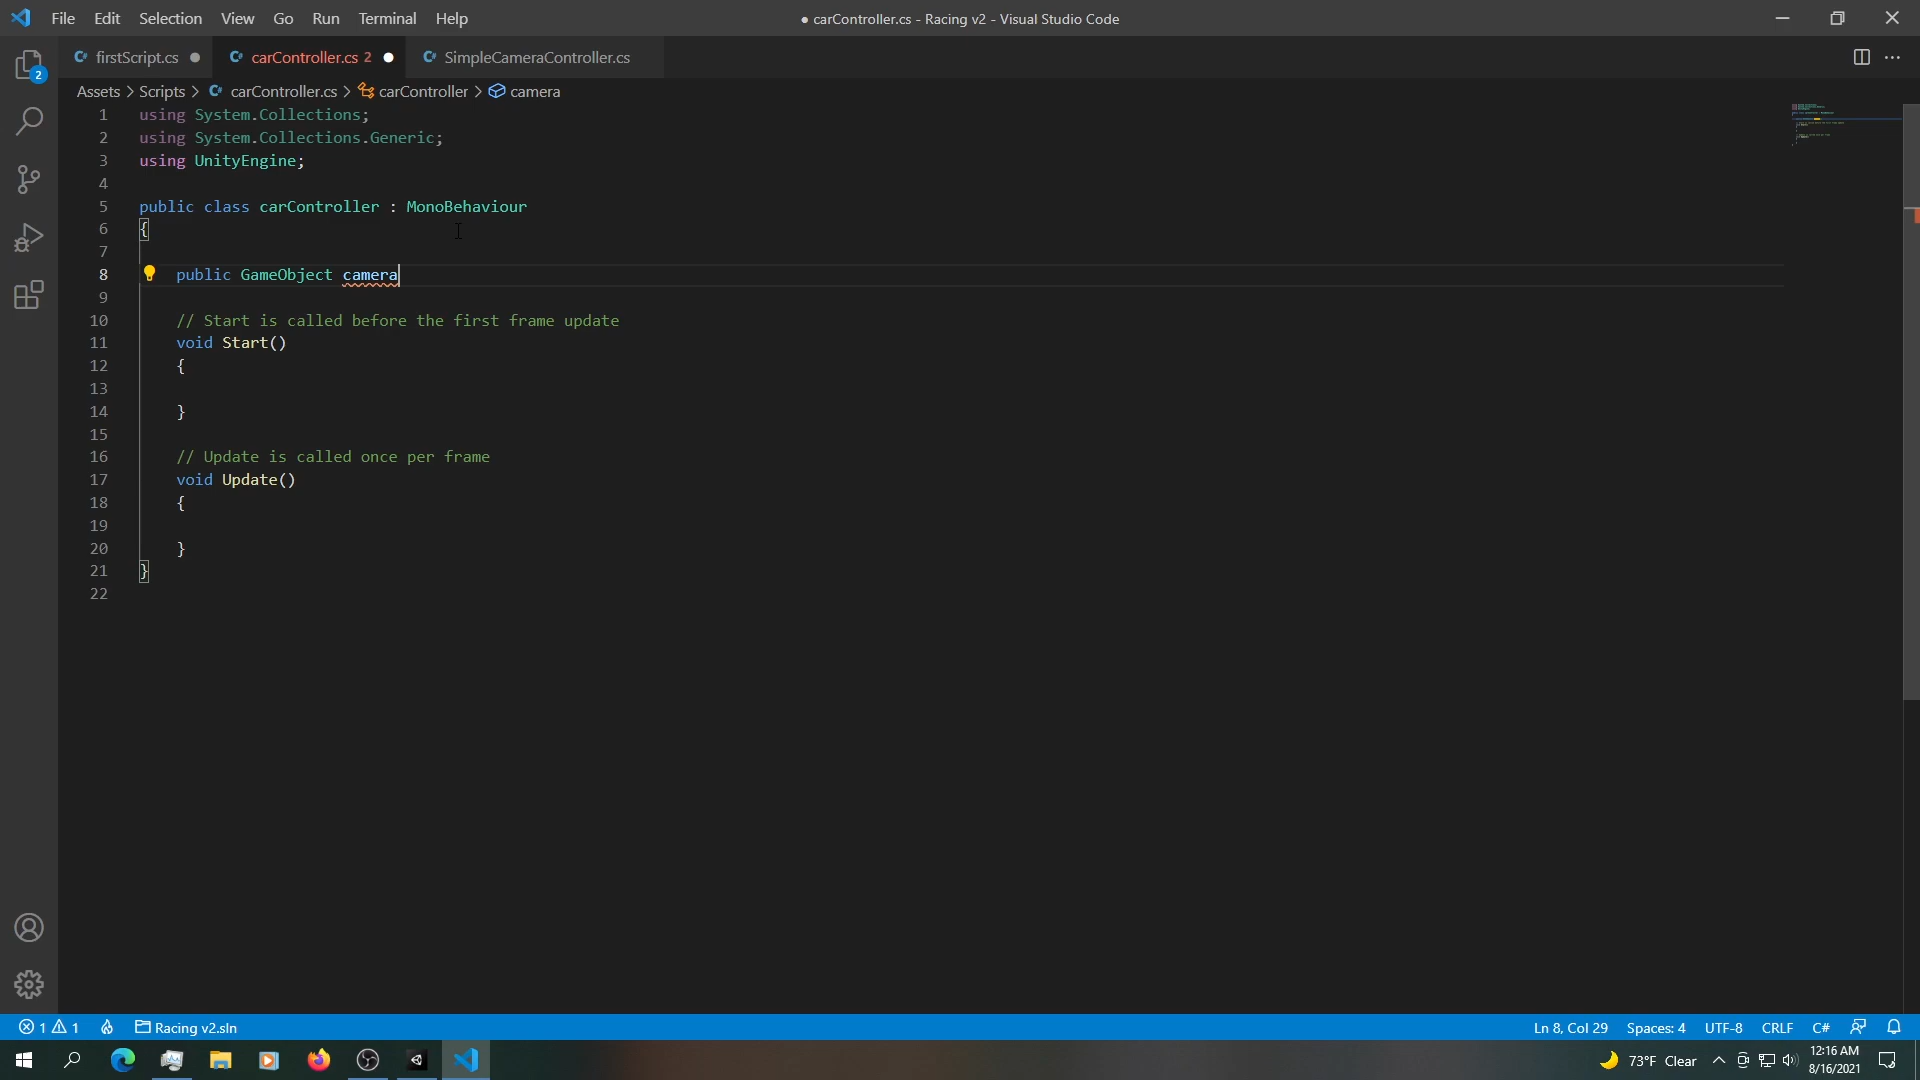 File Edit Selection View Go Run Terminal Help
● carController.cs - Racing v2 - Visual Studio Code
firstScript.cs ● carController.cs 2 ● SimpleCameraController.cs
2
Assets > Scripts > carController.cs > carController > camera
1 using System.Collections;
2 using System.Collections.Generic;
3 using UnityEngine;
4
5 public class carController : MonoBehaviour
6 {
7
8 public GameObject camera
9
10 // Start is called before the first frame update
11 void Start()
12 {
13
14 }
15
16 // Update is called once per frame
17 void Update()
18 {
19
20 }
21 }
22
1 1 Racing v2.sln Ln 8, Col 29 Spaces: 4 UTF-8 CRLF C#
73°F Clear 12:16 AM
8/16/2021